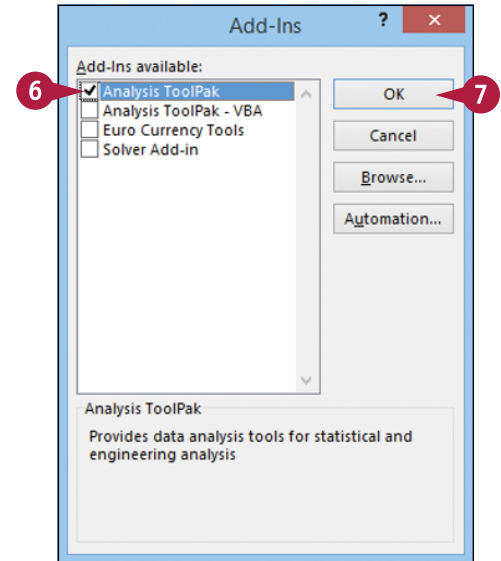 Add-Ins ? ×
Add-Ins available:
6 Analysis ToolPak
Analysis ToolPak - VBA
Euro Currency Tools
Solver Add-in
OK 7
Cancel
Browse...
Automation...
Analysis ToolPak
Provides data analysis tools for statistical and
engineering analysis